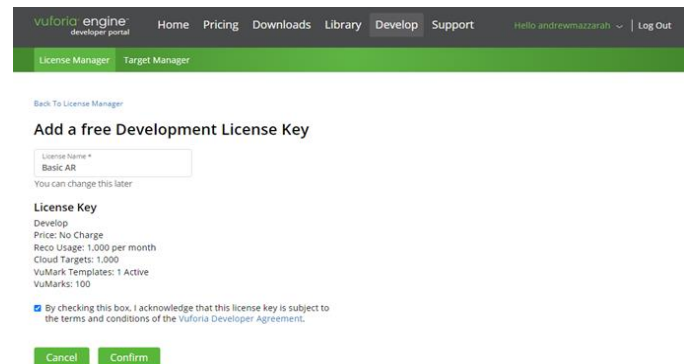 vuforia engine
developer portal
Home Pricing Downloads Library Develop Support Hello andrewmazzarah | Log Out
License Manager Target Manager
Back To License Manager
Add a free Development License Key
License Name *
Basic AR
You can change this later
License Key
Develop
Price: No Charge
Reco Usage: 1,000 per month
Cloud Targets: 1,000
VuMark Templates: 1 Active
VuMarks: 100
By checking this box, I acknowledge that this license key is subject to
the terms and conditions of the Vuforia Developer Agreement.
Cancel Confirm